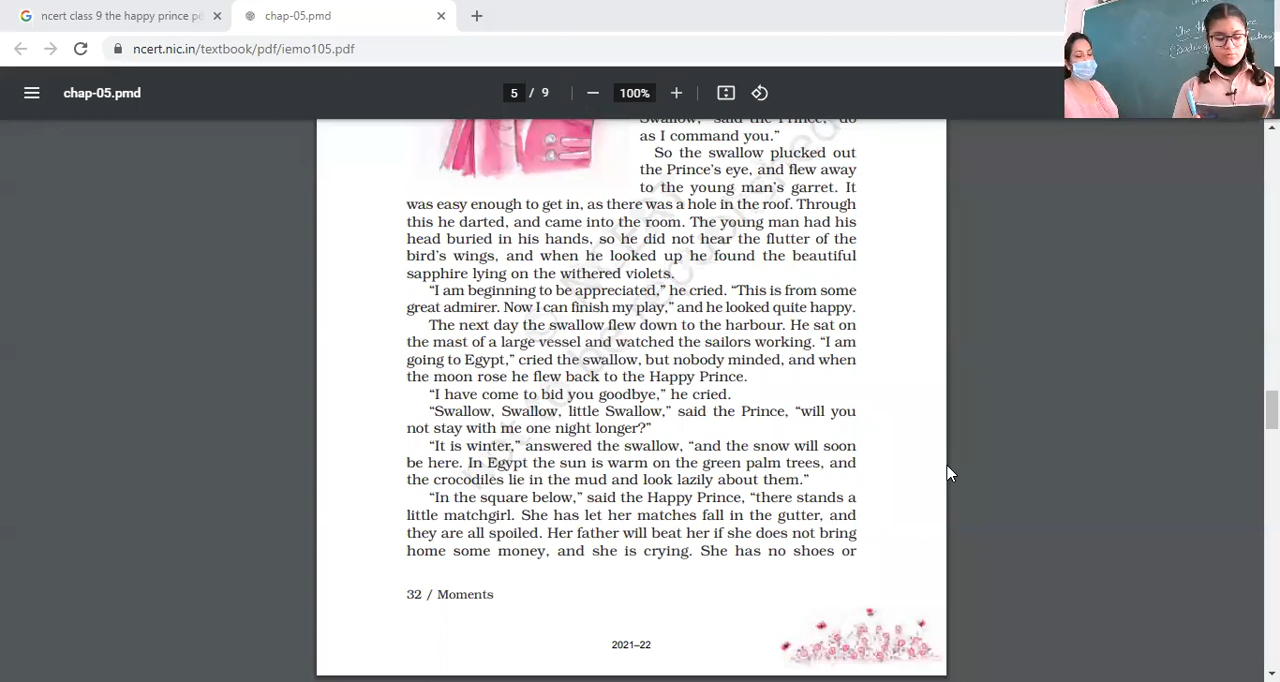 ncert class 9 the happy prince pd
chap-05.pmd
ncert.nic.in/textbook/pdf/iemo105.pdf
chap-05.pmd
5 / 9
100%
The
Swallow," said the Prince, "do
as I command you."
So the swallow plucked out
the Prince's eye, and flew away
to the young man's garret. It
was easy enough to get in, as there was a hole in the roof. Through
this he darted, and came into the room. The young man had his
head buried in his hands, so he did not hear the flutter of the
bird's wings, and when he looked up he found the beautiful
sapphire lying on the withered violets.
"I am beginning to be appreciated," he cried. "This is from some
great admirer. Now I can finish my play," and he looked quite happy.
The next day the swallow flew down to the harbour. He sat on
the mast of a large vessel and watched the sailors working. "I am
going to Egypt," cried the swallow, but nobody minded, and when
the moon rose he flew back to the Happy Prince.
"I have come to bid you goodbye," he cried.
"Swallow, Swallow, little Swallow," said the Prince, "will you
not stay with me one night longer?"
"It is winter," answered the swallow, "and the snow will soon
be here. In Egypt the sun is warm on the green palm trees, and
the crocodiles lie in the mud and look lazily about them."
"In the square below," said the Happy Prince, "there stands a
little matchgirl. She has let her matches fall in the gutter, and
they are all spoiled. Her father will beat her if she does not bring
home some money, and she is crying. She has no shoes or
32 / Moments
2021–22